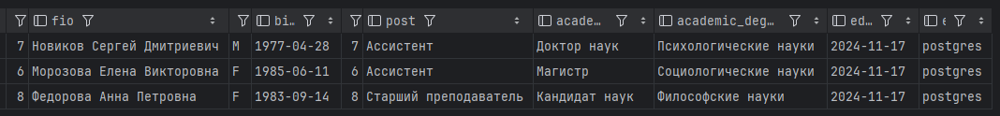 fio bi.. post acade... academic_deg... ed.. e
7 Новиков Сергей Дмитриевич M 1977-04-28 7 Ассистент Доктор наук Психологические науки 2024-11-17 postgres
6 Морозова Елена Викторовна F 1985-06-11 6 Ассистент Магистр Социологические науки 2024-11-17 postgres
8 Федорова Анна Петровна F 1983-09-14 8 Старший преподаватель Кандидат наук Философские науки 2024-11-17 postgres